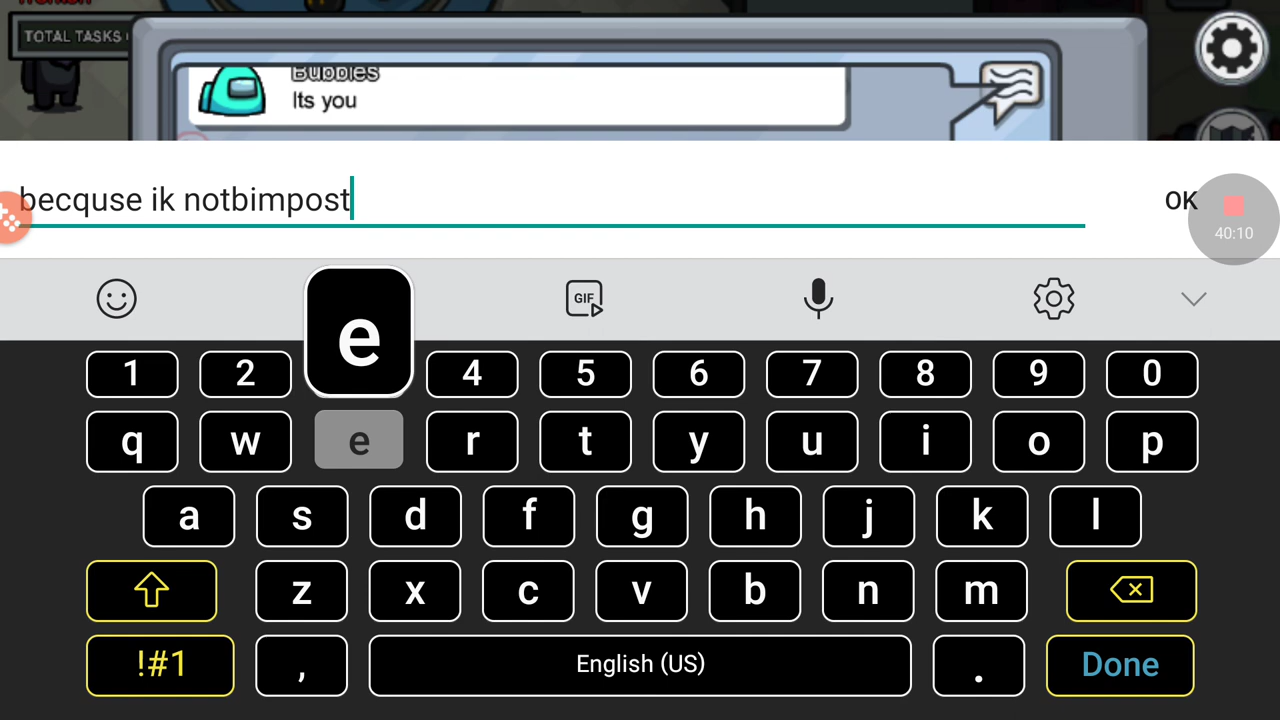 TOTAL TASKS
Bubbles
Its you
becquse ik notbimpost
OK
40:10
GIF
e
1 2 4 5 6 7 8 9 0
q w e r t y u i o p
a s d f g h j k l
z x c v b n m
!#1 , English (US) . Done